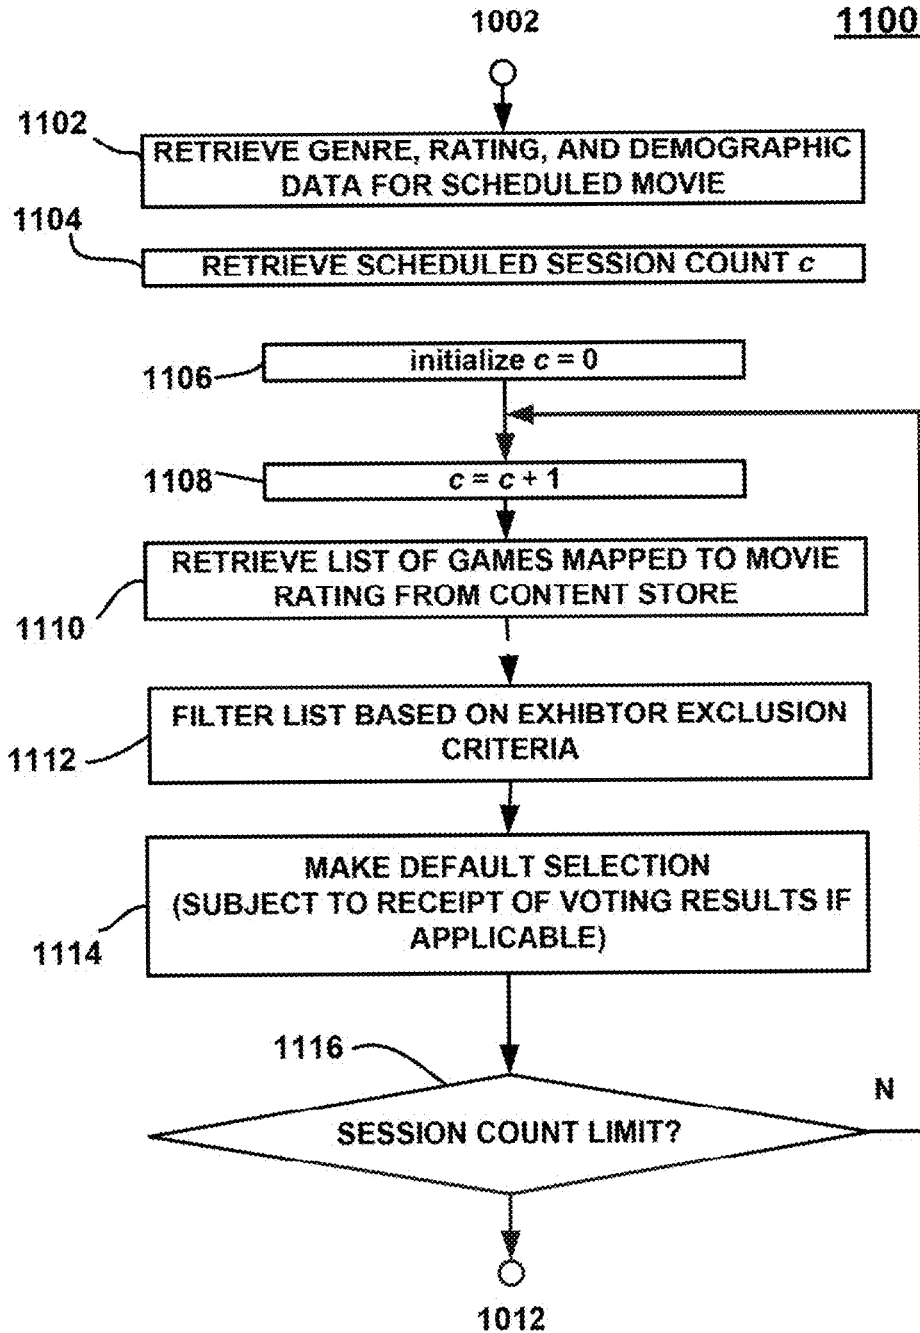 1002
1100
1102
RETRIEVE GENRE, RATING, AND DEMOGRAPHIC
DATA FOR SCHEDULED MOVIE
1104
RETRIEVE SCHEDULED SESSION COUNT c
1106
initialize c = 0
1108
c = c + 1
RETRIEVE LIST OF GAMES MAPPED TO MOVIE
RATING FROM CONTENT STORE
1110
FILTER LIST BASED ON EXHIBTOR EXCLUSION
CRITERIA
1112
MAKE DEFAULT SELECTION
(SUBJECT TO RECEIPT OF VOTING RESULTS IF
APPLICABLE)
1114
1116
N
SESSION COUNT LIMIT?
1012